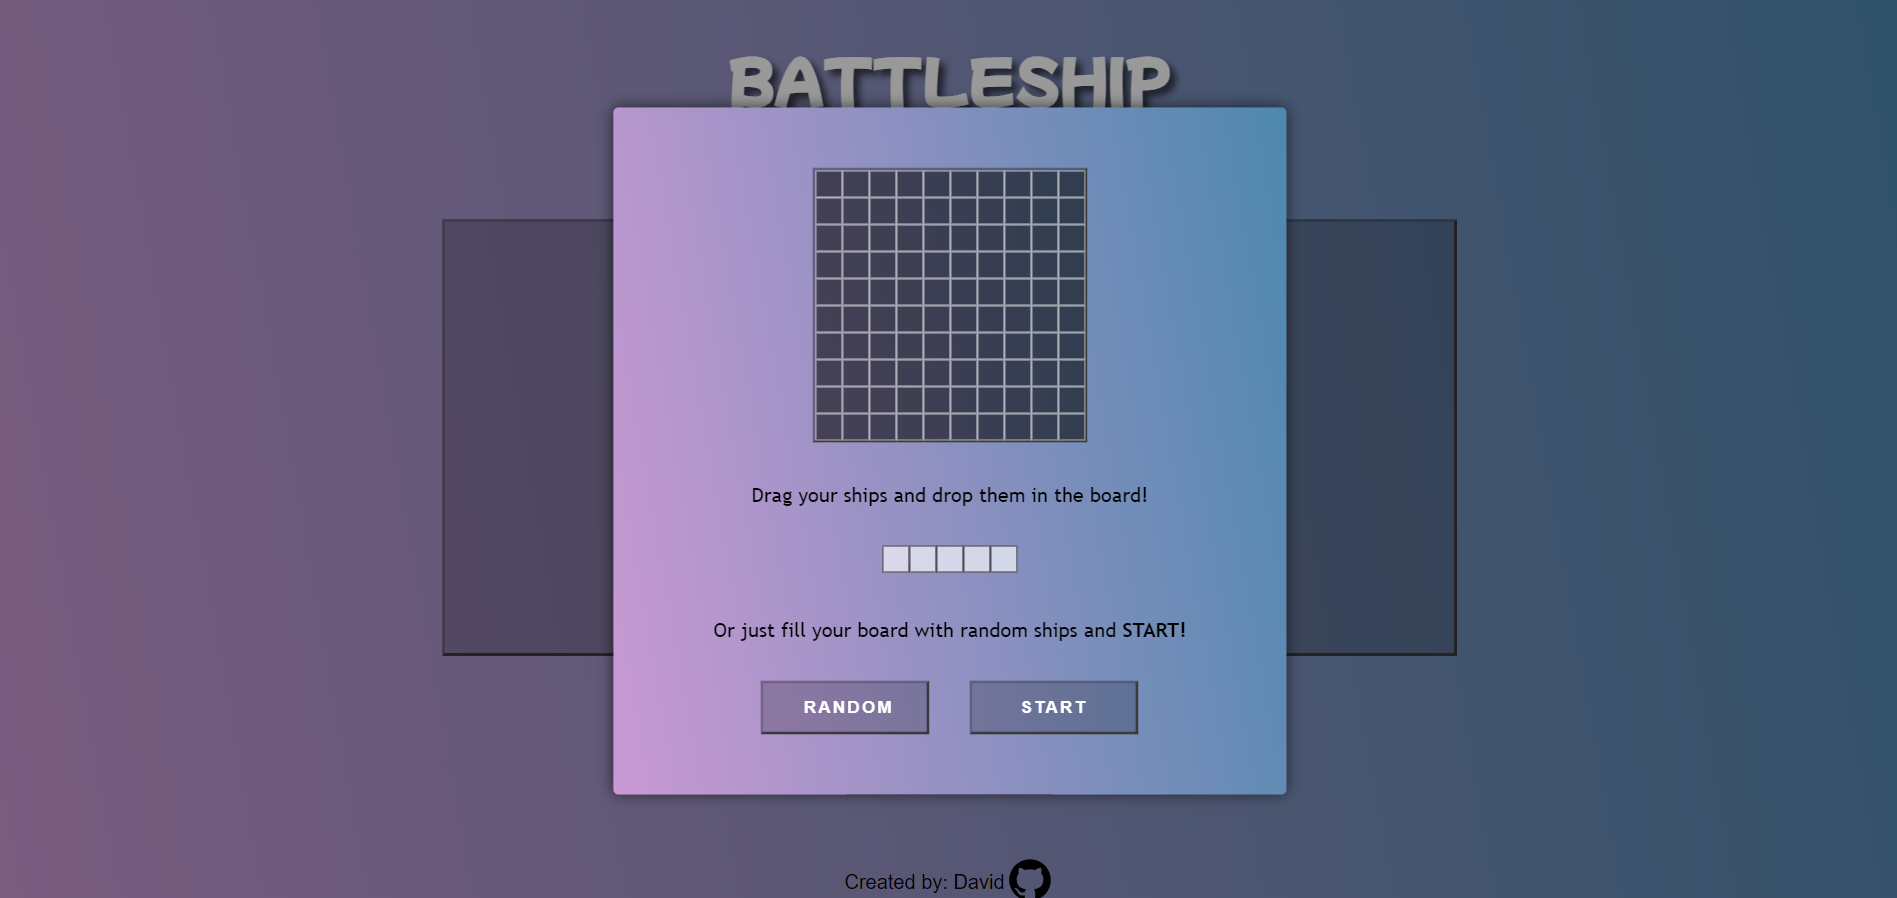 BATTLESHIP
Drag your ships and drop them in the board!
Or just fill your board with random ships and START!
RANDOM
START
Created by: David